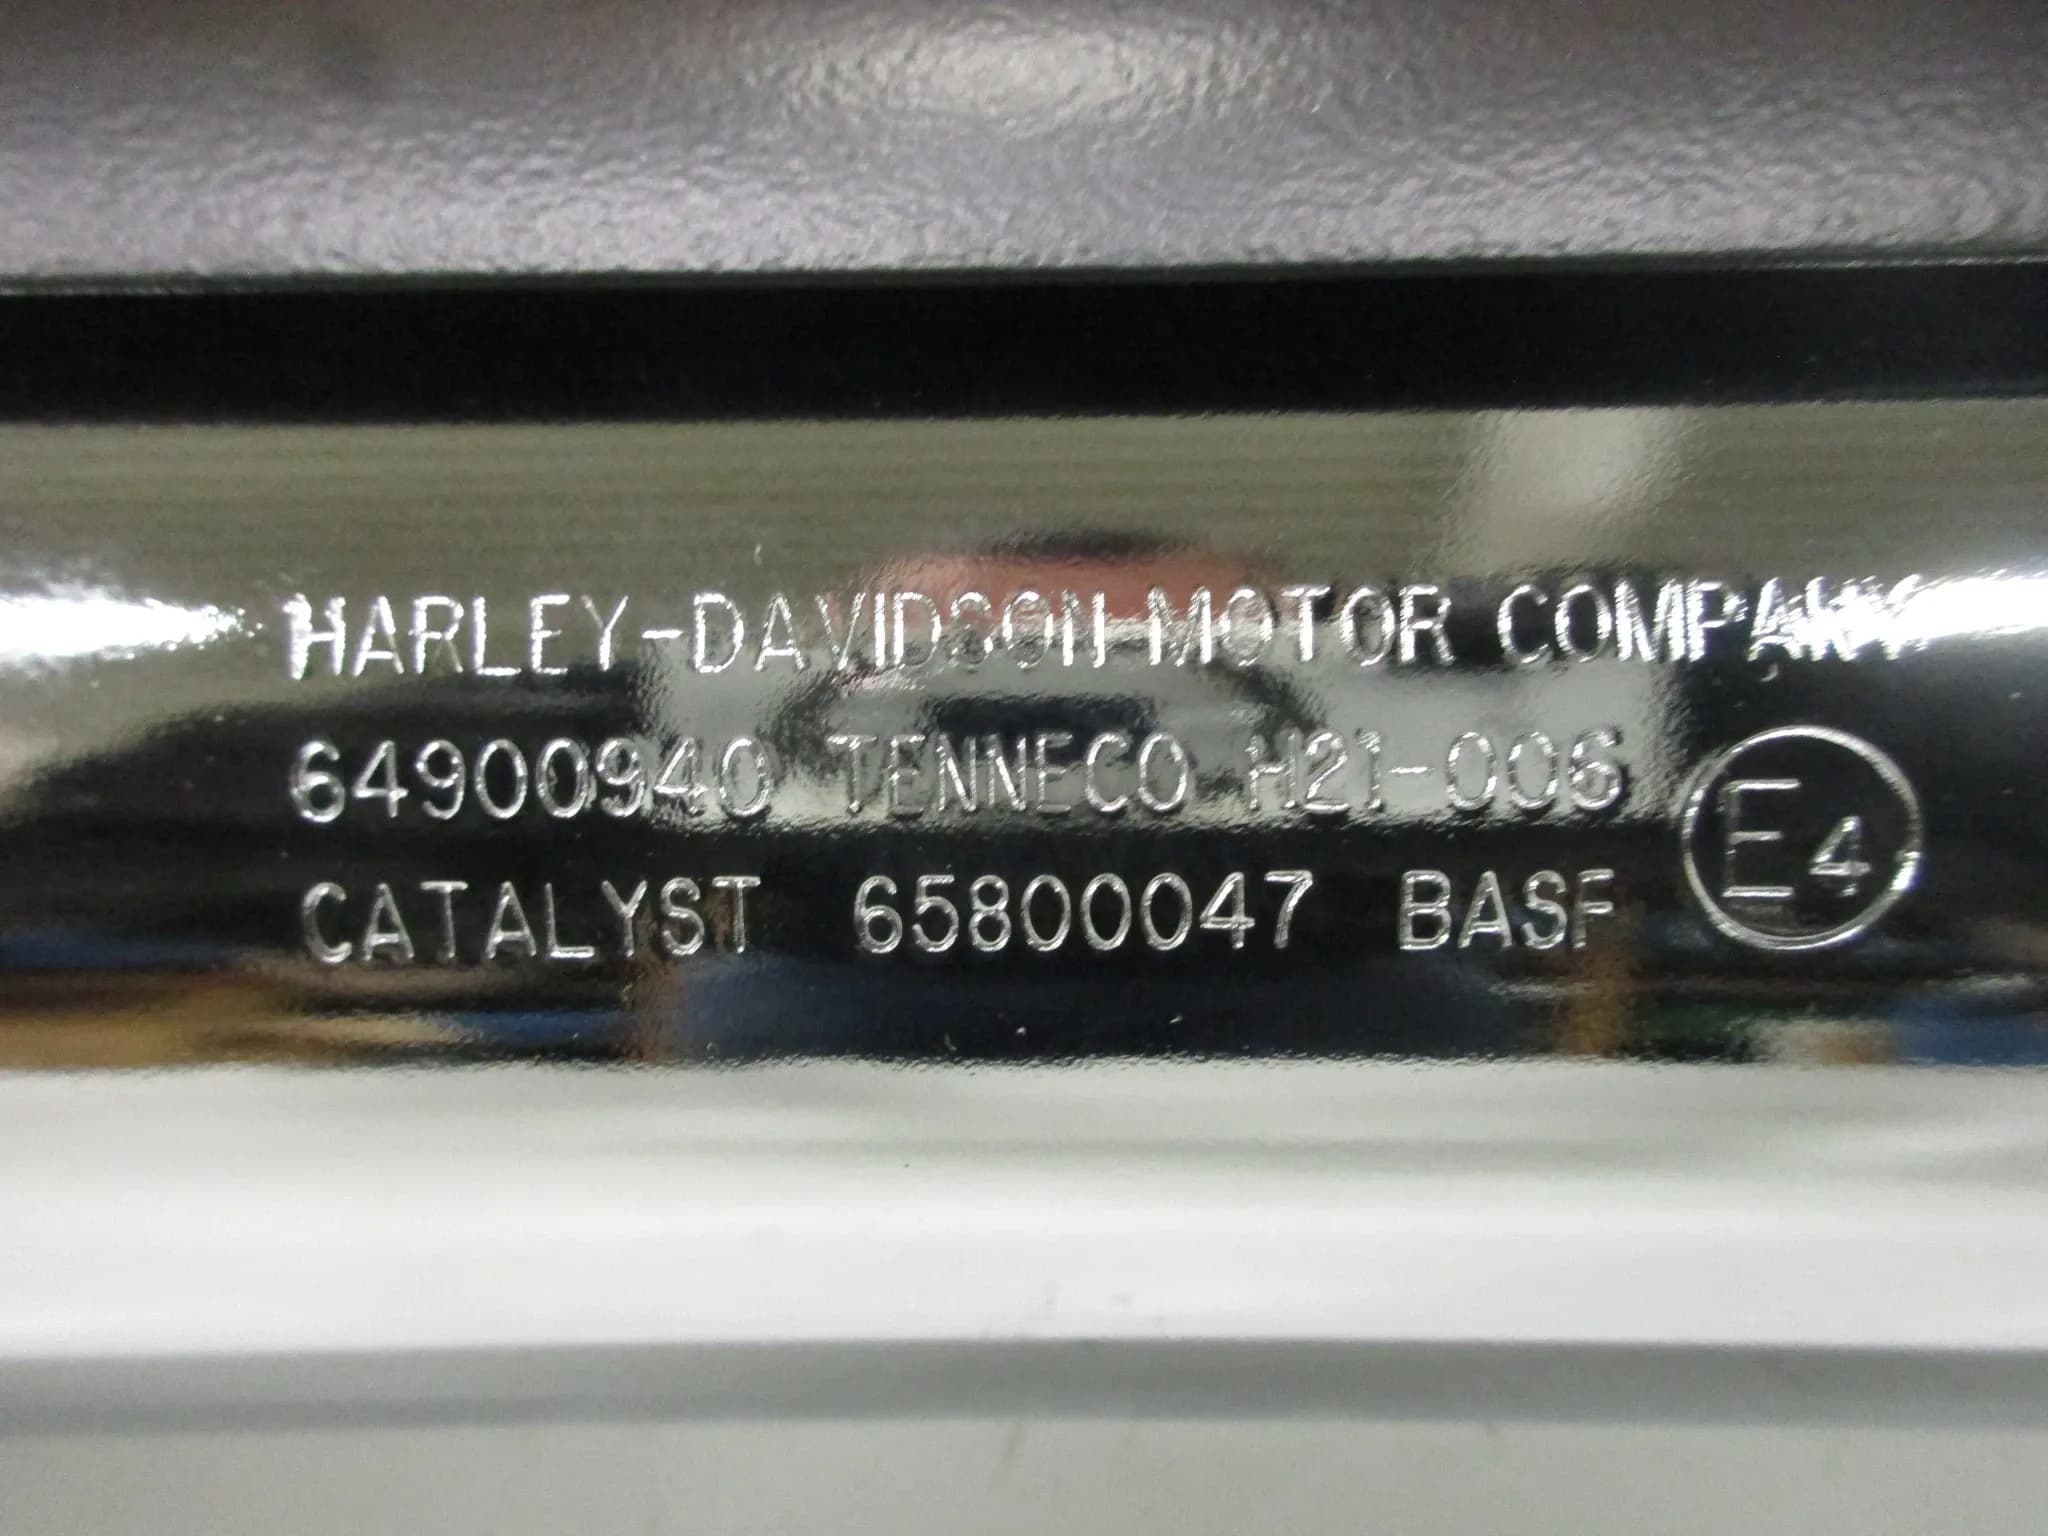 HARLEY-DAVIDSON MOTOR COMPANY
64900940 TENNECO H21-006
CATALYST 65800047 BASF
E4